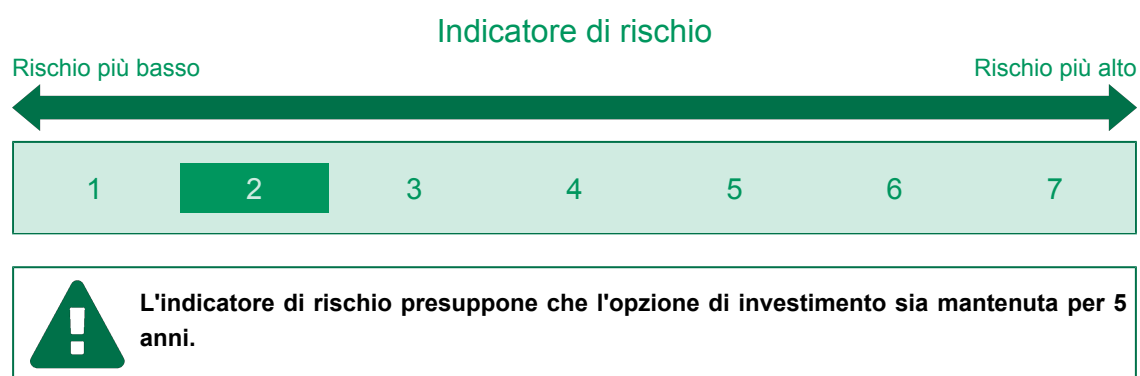 Indicatore di rischio
Rischio più basso Rischio più alto
1 2 3 4 5 6 7
L'indicatore di rischio presuppone che l'opzione di investimento sia mantenuta per 5
anni.